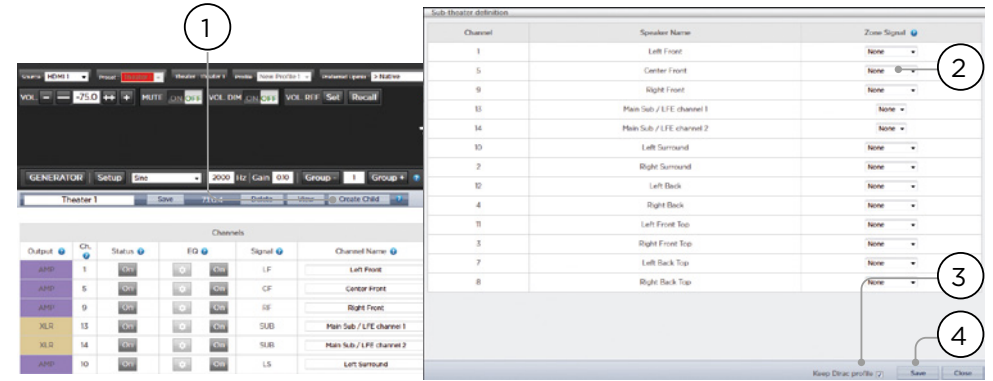 1
Source HDMI 1 Preset Theater : Theater 1 Profile New Profile 1 Preferred Upmix > Native
VOL. -75.0 ++ + MUTE ON OFF VOL. DIM ON OFF VOL. REF Set Recall
GENERATOR Setup Sine 2000 Hz Gain 0.10 Group - 1 Group + ?
Theater 1 Save Delete View Create Child ?
Channels
Output ? Ch. ? Status ? EQ ? Signal ? Channel Name ?
AMP 1 On On LF Left Front
AMP 5 On On CF Center Front
AMP 9 On On RF Right Front
XLR 13 On On SUB Main Sub / LFE channel 1
XLR 14 On On SUB Main Sub / LFE channel 2
AMP 10 On On LS Left Surround
Sub-theater definition
Channel Speaker Name Zone Signal ?
1 Left Front None
5 Center Front None
2
9 Right Front None
13 Main Sub / LFE channel 1 None
14 Main Sub / LFE channel 2 None
10 Left Surround None
2 Right Surround None
12 Left Back None
4 Right Back None
11 Left Front Top None
3 Right Front Top None
7 Left Back Top None
8 Right Back Top None
3
4
Keep Dirac profile Save Close